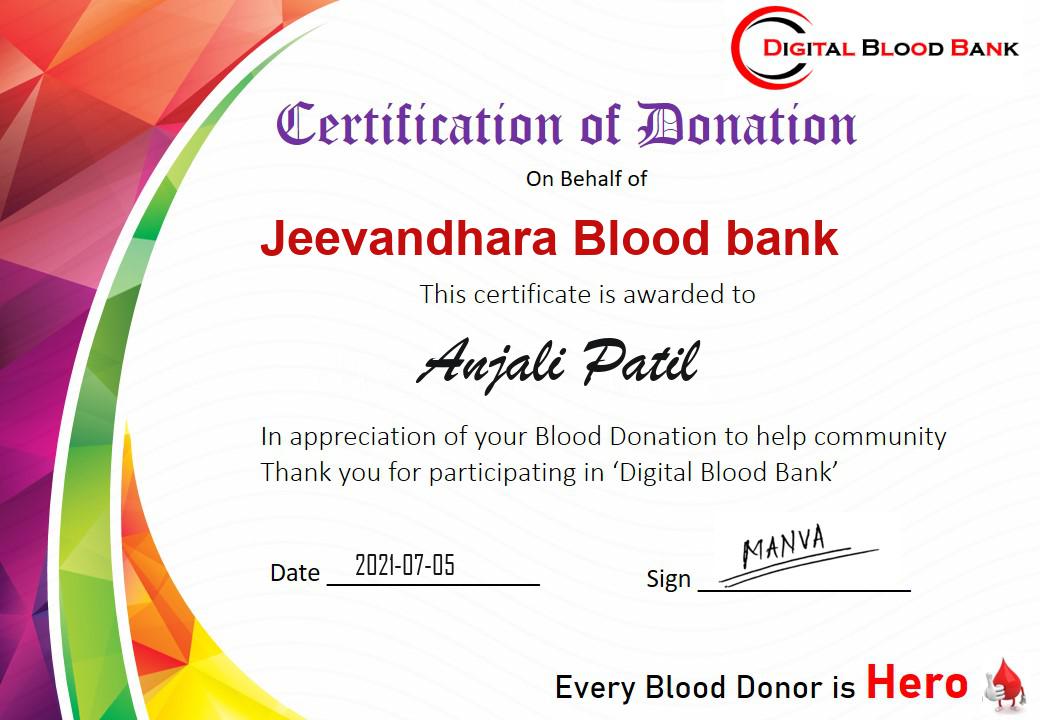 DIGITAL BLOOD BANK
Certification of Donation
On Behalf of
Jeevandhara Blood bank
This certificate is awarded to
Anjali Patil
In appreciation of your Blood Donation to help community
Thank you for participating in ‘Digital Blood Bank’
Date 2021-07-05
Sign MANVA
Every Blood Donor is Hero